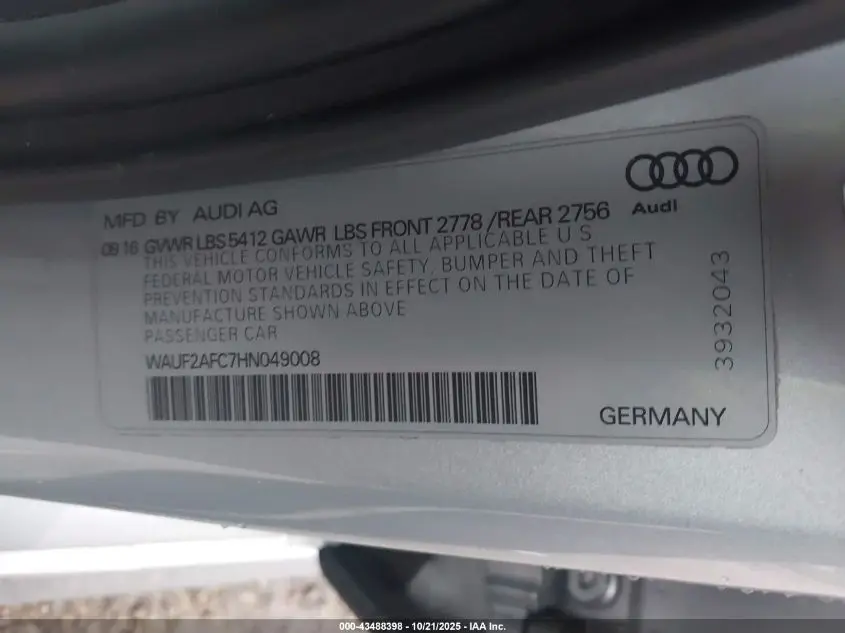 MFD BY AUDI AG
08 16 GVWR LBS 5412 GAWR LBS FRONT 2778 / REAR 2756
THIS VEHICLE CONFORMS TO ALL APPLICABLE U S
FEDERAL MOTOR VEHICLE SAFETY, BUMPER AND THEFT
PREVENTION STANDARDS IN EFFECT ON THE DATE OF
MANUFACTURE SHOWN ABOVE
PASSENGER CAR
WAUF2AFC7HN049008
Audi
3932043
GERMANY
000-43488398 - 10/21/2025 - IAA Inc.